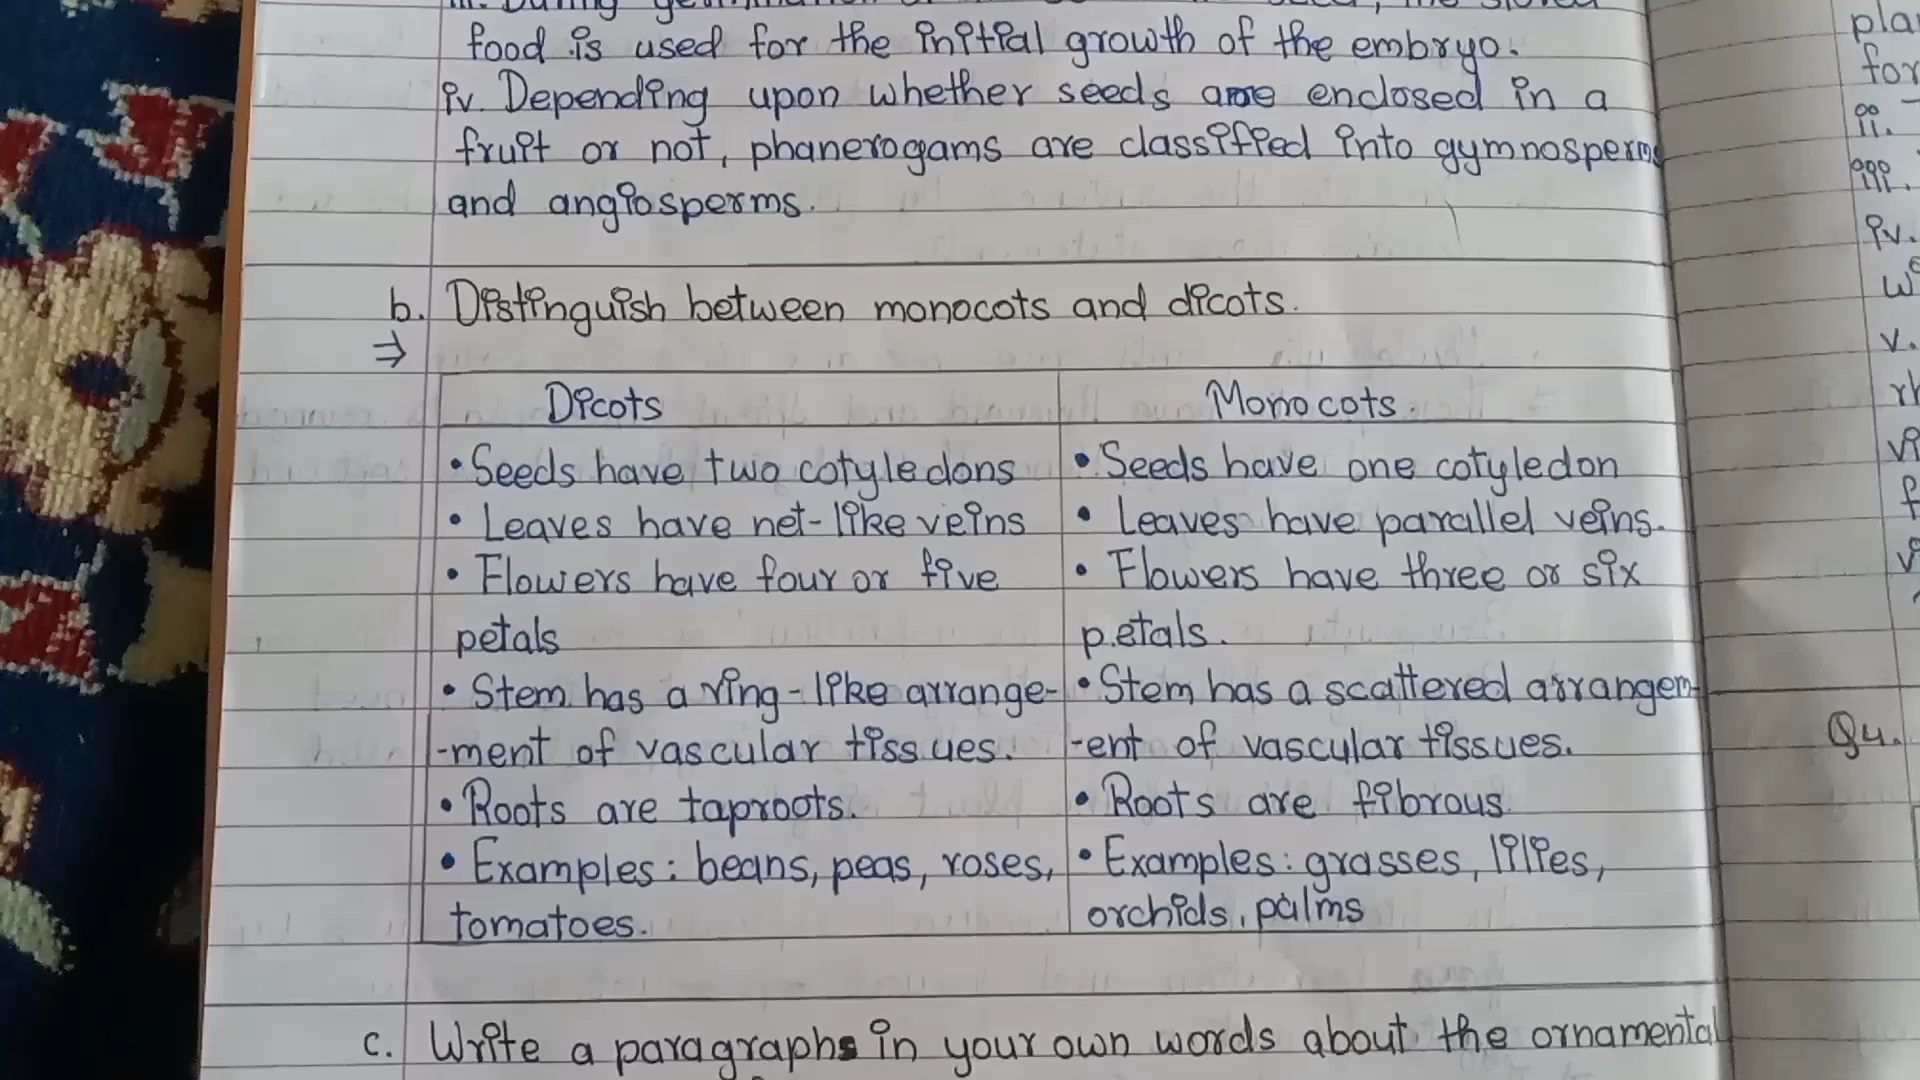 food is used for the initial growth of the embryo.
iv. Depending upon whether seeds are enclosed in a
fruit or not, phanerogams are classified into gymnosperms
and angiosperms.
b. Distinguish between monocots and dicots.
⇒
Dicots
Monocots
• Seeds have two cotyledons
• Leaves have net-like veins
• Flowers have four or five
petals
• Stem has a ring-like arrange-
-ment of vascular tissues.
• Roots are taproots.
• Examples: beans, peas, roses,
tomatoes.
• Seeds have one cotyledon
• Leaves have parallel veins.
• Flowers have three or six
petals.
• Stem has a scattered arrangem-
-ent of vascular tissues.
• Roots are fibrous
• Examples: grasses, lilies,
orchids, palms
c. Write a paragraphs in your own words about the ornamental
pla
for
ii.
iii.
iv.
v.
Q4.